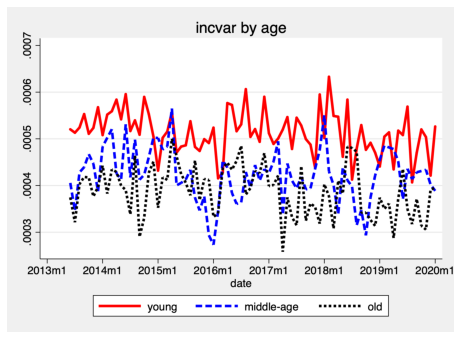 incvar by age
.0007
.0006
.0005
.0004
.0003
2013m1 2014m1 2015m1 2016m1 2017m1 2018m1 2019m1 2020m1
date
young middle-age old